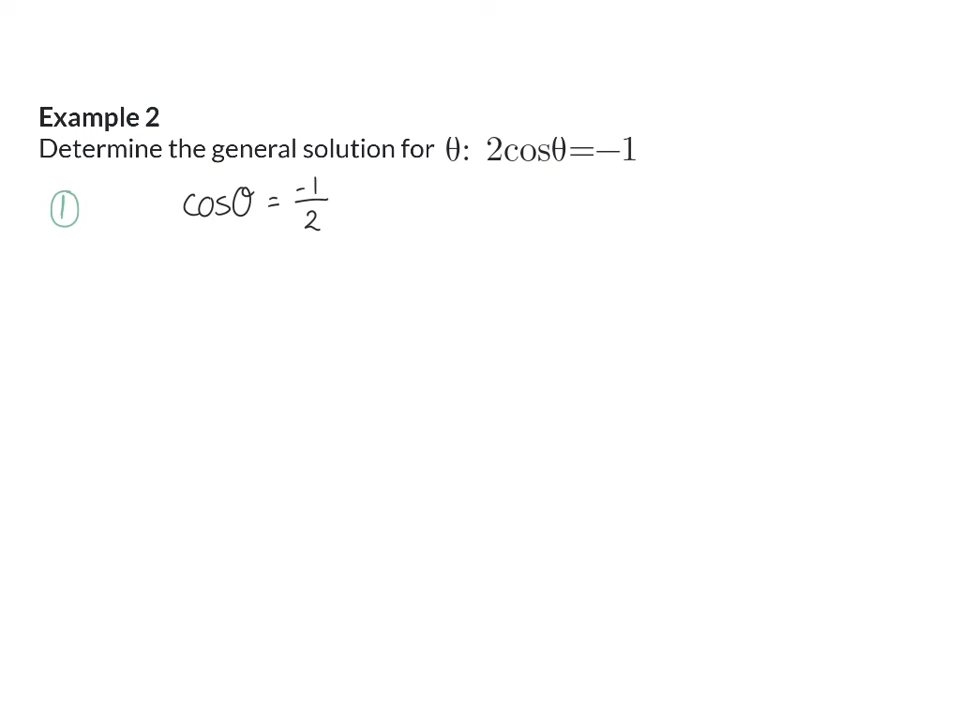 Example 2
Determine the general solution for θ: 2cosθ=−1
① cosθ = -1/2